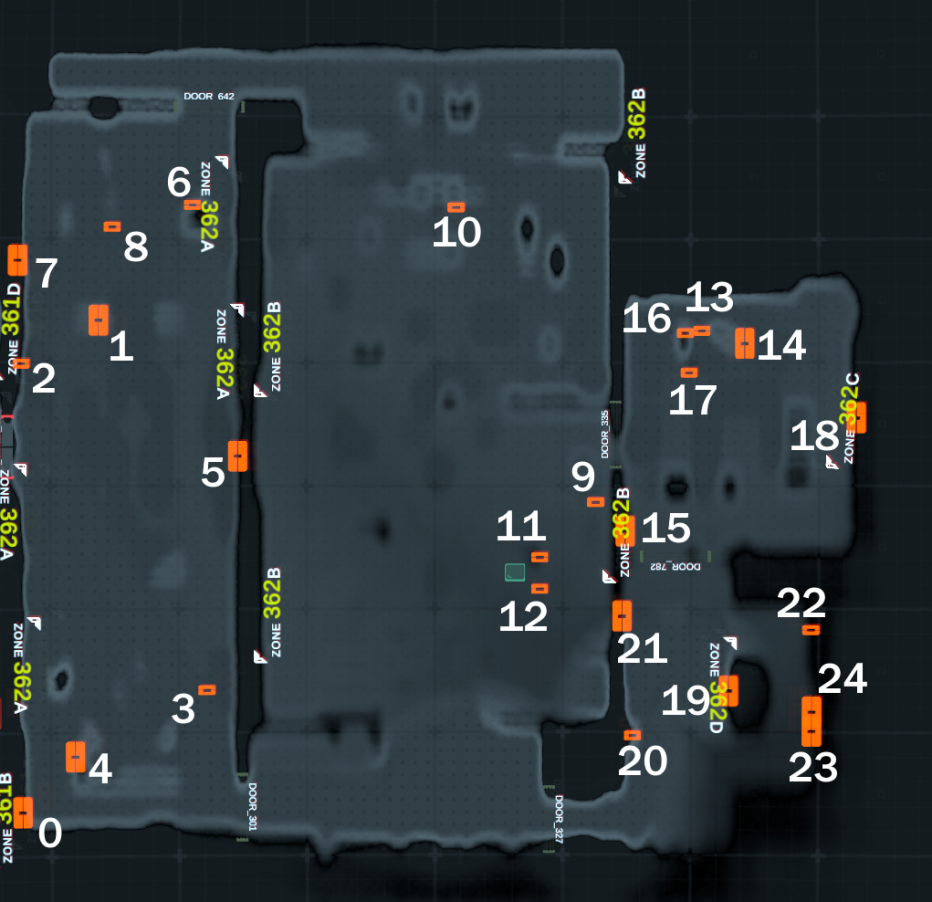 DOOR_642
ZONE 362B
6
ZONE 362A
8
10
7
ZONE 361D
1
2
ZONE 362A
ZONE 362B
13
16
14
17
ZONE 362C
18
DOOR_335
5
9
ZONE 362A
ZONE 362B
11
15
DOOR_782
12
ZONE 362B
22
21
ZONE 362A
ZONE 362D
19
24
3
20
23
4
DOOR_301
DOOR_327
ZONE 361B
0